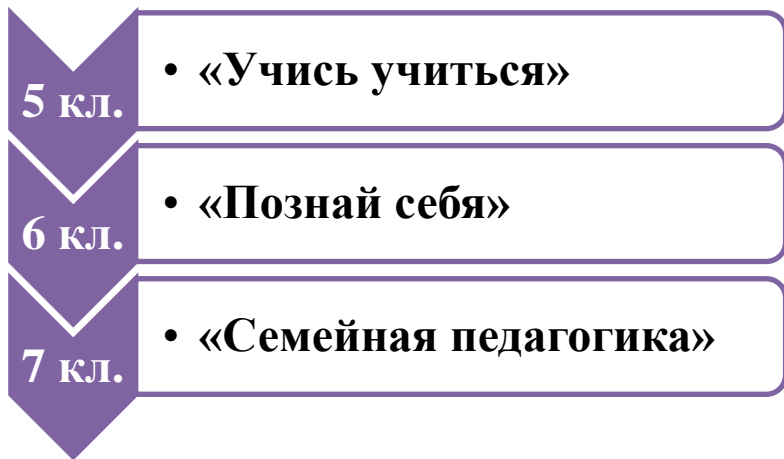 5 кл.
• «Учись учиться»
6 кл.
• «Познай себя»
7 кл.
• «Семейная педагогика»